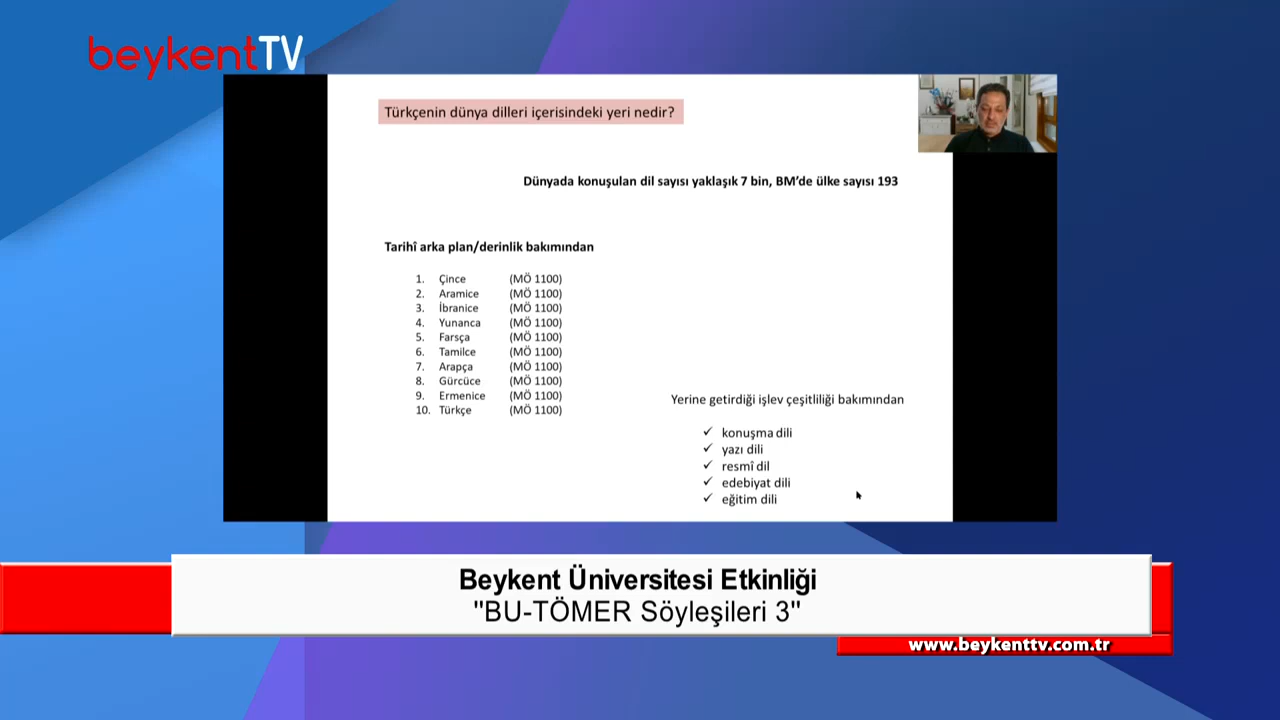 beykentTV
Türkçenin dünya dilleri içerisindeki yeri nedir?
Dünyada konuşulan dil sayısı yaklaşık 7 bin, BM'de ülke sayısı 193
Tarihî arka plan/derinlik bakımından
1. Çince (MÖ 1100)
2. Aramice (MÖ 1100)
3. İbranice (MÖ 1100)
4. Yunanca (MÖ 1100)
5. Farsça (MÖ 1100)
6. Tamilce (MÖ 1100)
7. Arapça (MÖ 1100)
8. Gürcüce (MÖ 1100)
9. Ermenice (MÖ 1100)
10. Türkçe (MÖ 1100)
Yerine getirdiği işlev çeşitliliği bakımından
✓ konuşma dili
✓ yazı dili
✓ resmî dil
✓ edebiyat dili
✓ eğitim dili
Beykent Üniversitesi Etkinliği
"BU-TÖMER Söyleşileri 3"
www.beykenttv.com.tr